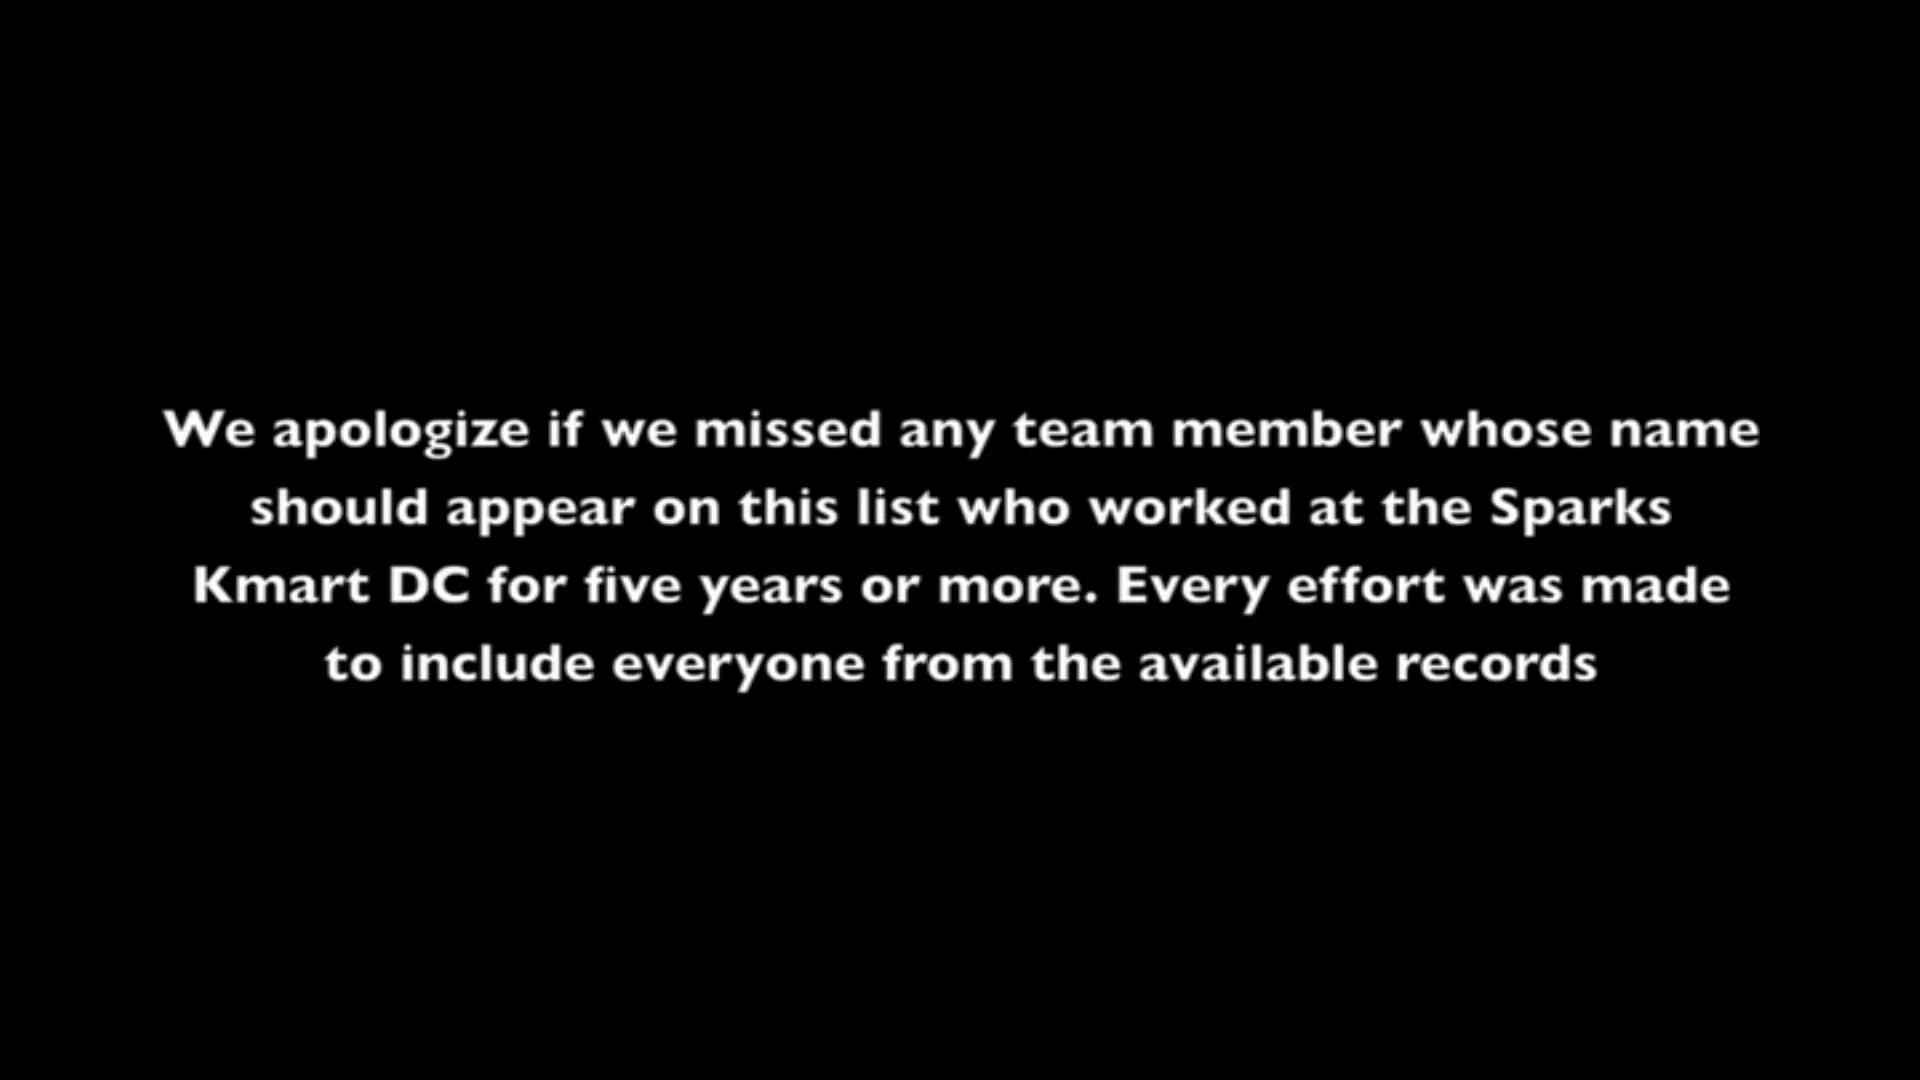 We apologize if we missed any team member whose name
should appear on this list who worked at the Sparks
Kmart DC for five years or more. Every effort was made
to include everyone from the available records